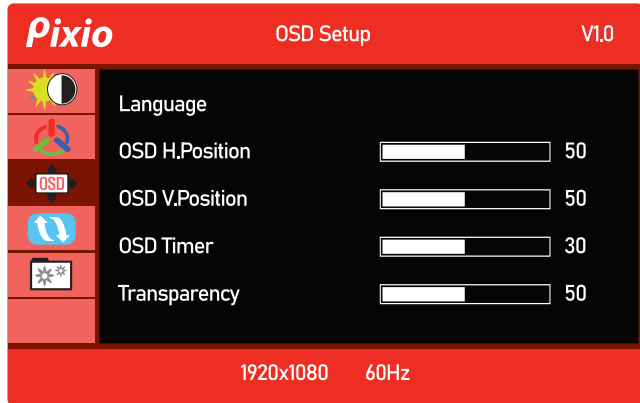 Pixio OSD Setup V1.0
Language
OSD H.Position 50
OSD OSD V.Position 50
OSD Timer 30
Transparency 50
1920x1080 60Hz